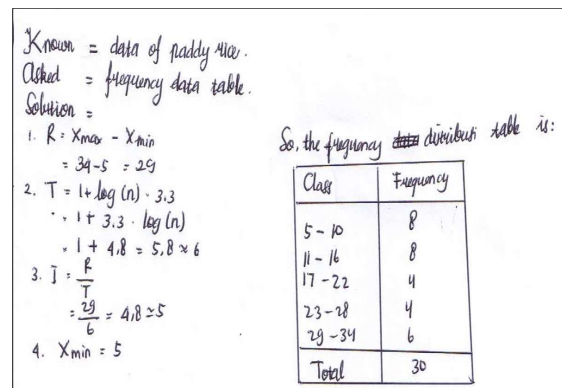 Known = data of paddy rice.
Asked = frequency data table.
Solution =
1. R = Xmax - Xmin
= 34-5 = 29
2. T = 1 + log (n) · 3.3
= 1 + 3.3 · log (n)
= 1 + 4,8 = 5,8 ≈ 6
3. I = R/T
= 29/6 = 4,8 ≈ 5
4. Xmin = 5
So, the frequency distribusi table is:
Class Frequency
5 - 10 8
11 - 16 8
17 - 22 4
23 - 28 4
29 - 34 6
Total 30